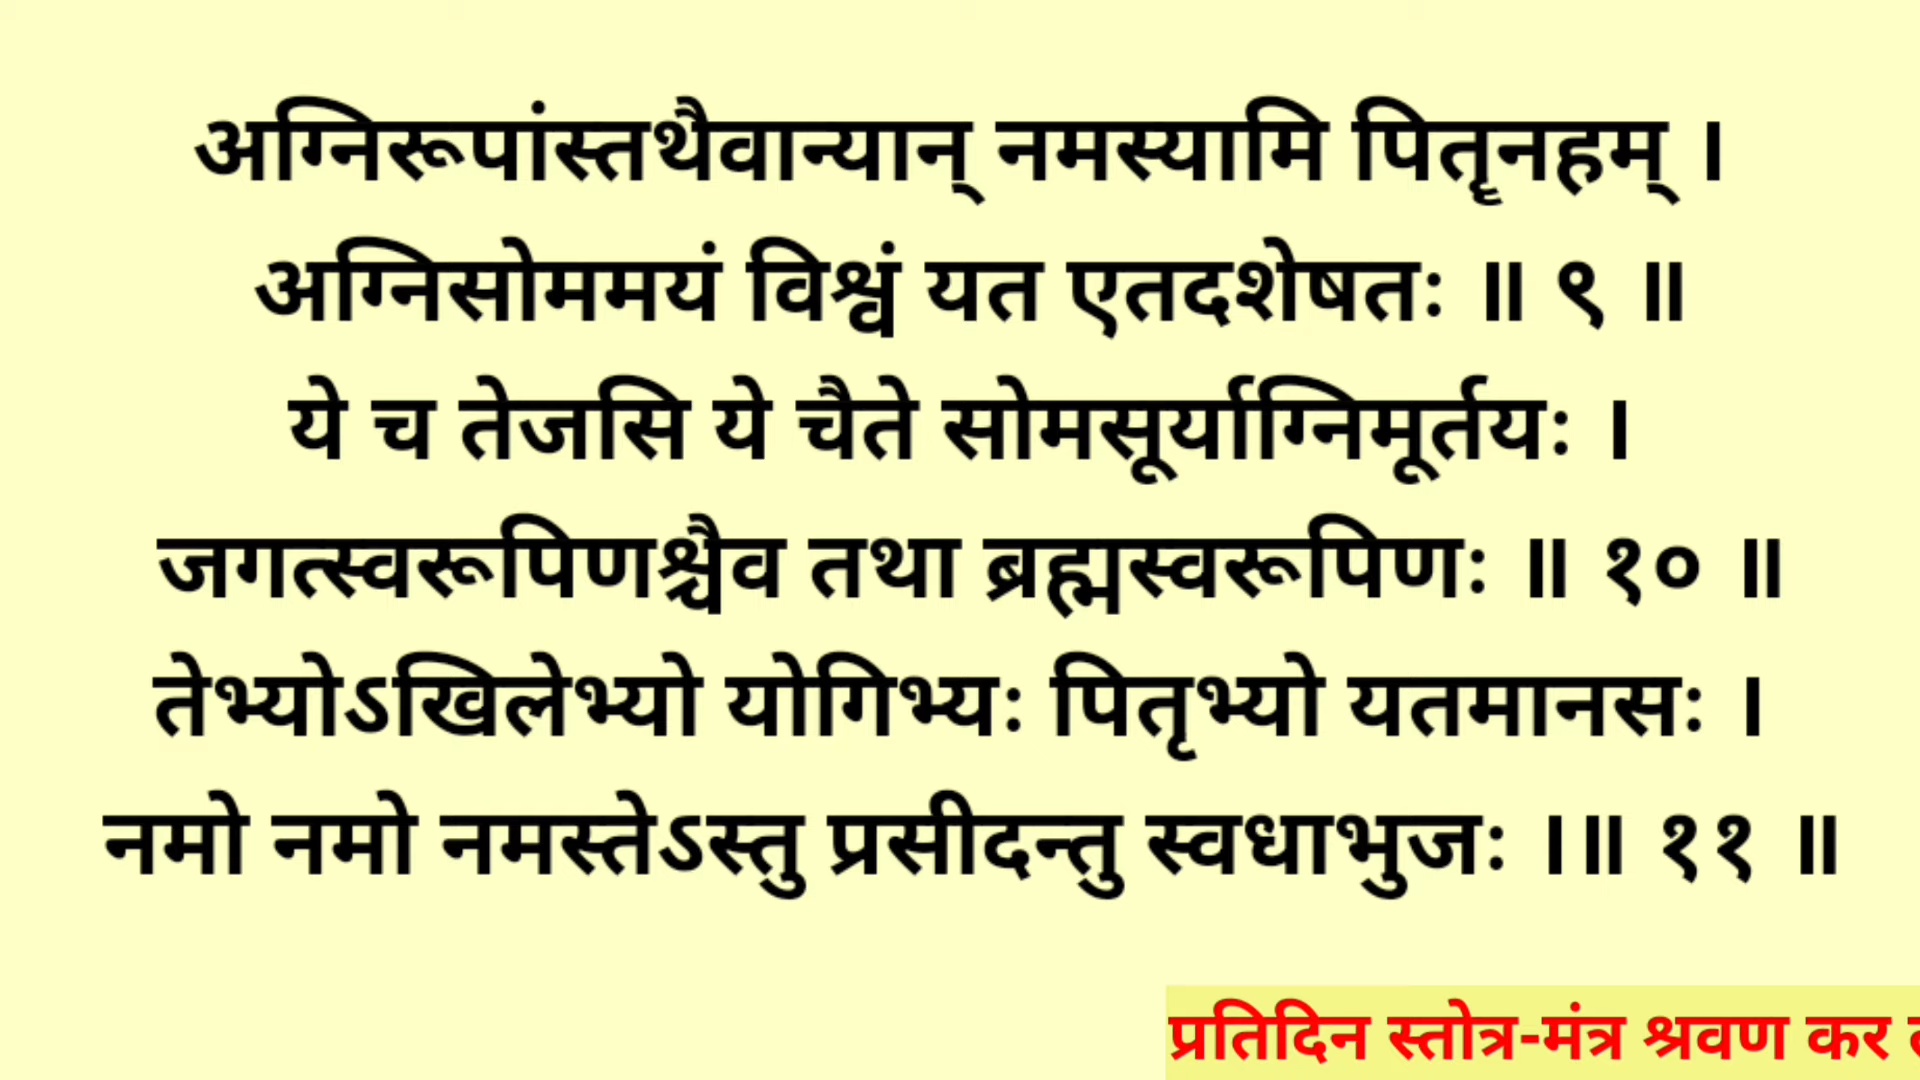 अग्निरूपांस्तथैवान्यान् नमस्यामि पितॄनहम् ।
अग्निसोममयं विश्वं यत एतदशेषतः ॥ ९ ॥
ये च तेजसि ये चैते सोमसूर्याग्निमूर्तयः ।
जगत्स्वरूपिणश्चैव तथा ब्रह्मस्वरूपिणः ॥ १० ॥
तेभ्योऽखिलेभ्यो योगिभ्यः पितृभ्यो यतमानसः ।
नमो नमो नमस्तेऽस्तु प्रसीदन्तु स्वधाभुजः ।॥ ११ ॥
प्रतिदिन स्तोत्र-मंत्र श्रवण कर